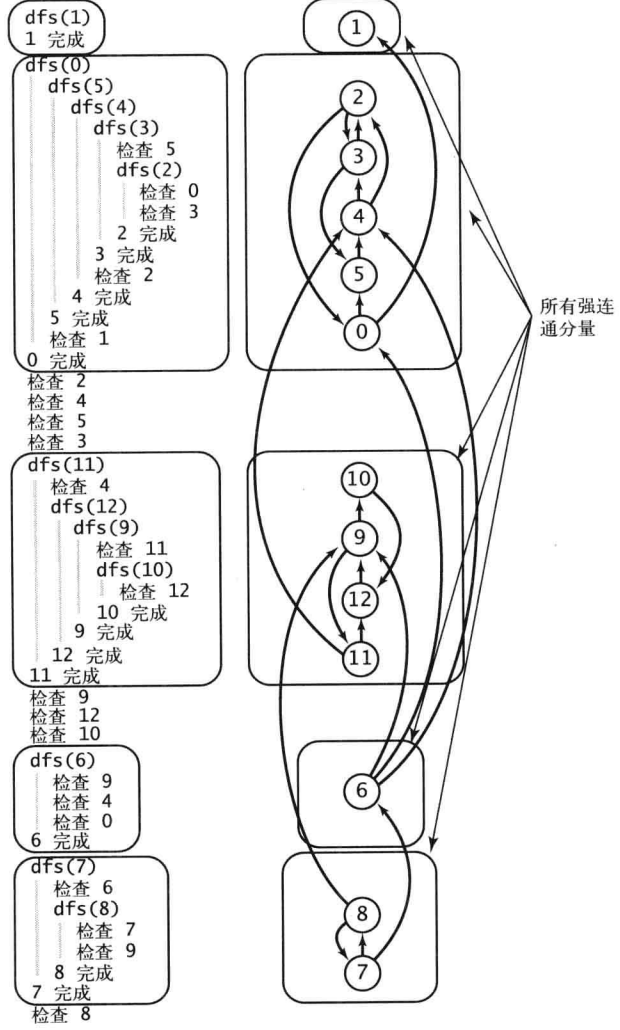 dfs(1)
1 完成
dfs(0)
dfs(5)
dfs(4)
dfs(3)
检查 5
dfs(2)
检查 0
检查 3
2 完成
3 完成
检查 2
4 完成
5 完成
检查 1
0 完成
检查 2
检查 4
检查 5
检查 3
dfs(11)
检查 4
dfs(12)
dfs(9)
检查 11
dfs(10)
检查 12
10 完成
9 完成
12 完成
11 完成
检查 9
检查 12
检查 10
dfs(6)
检查 9
检查 4
检查 0
6 完成
dfs(7)
检查 6
dfs(8)
检查 7
检查 9
8 完成
7 完成
检查 8
1
2
3
4
5
0
10
9
12
11
6
8
7
所有强连
通分量